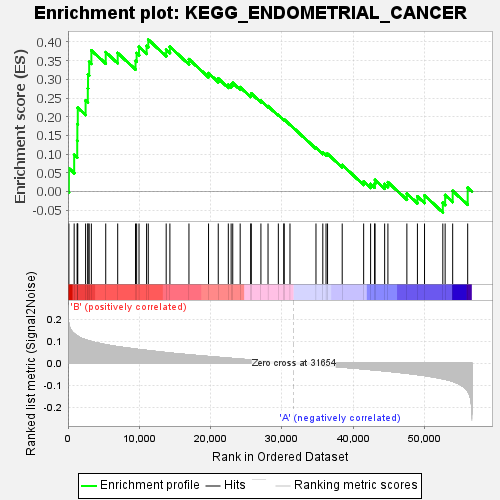 Enrichment plot: KEGG_ENDOMETRIAL_CANCER
Enrichment score (ES)
0.40
0.35
0.30
0.25
0.20
0.15
0.10
0.05
0.00
-0.05
'B' (positively correlated)
Ranked list metric (Signal2Noise)
0.2
0.1
0.0
-0.1
-0.2
Zero cross at 31654
'A' (negatively correlated)
0
10,000
20,000
30,000
40,000
50,000
Rank in Ordered Dataset
Enrichment profile
Hits
Ranking metric scores